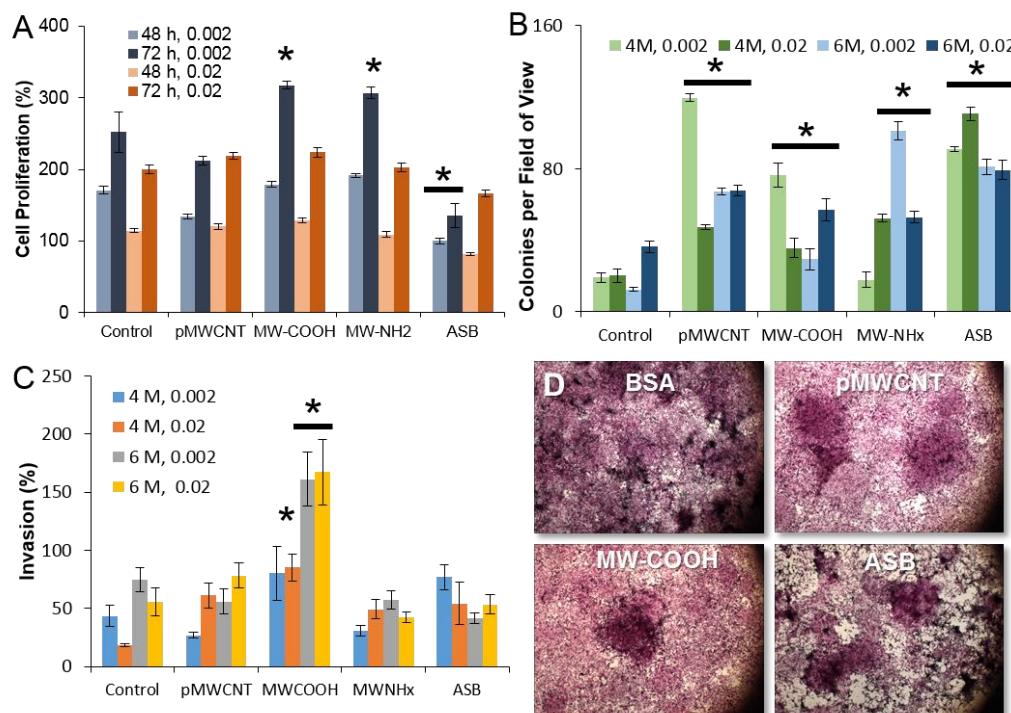 A
Cell Proliferation (%)
400
300
200
100
0
48 h, 0.002
72 h, 0.002
48 h, 0.02
72 h, 0.02
*
*
*
Control pMWCNT MW-COOH MW-NH2 ASB
B
Colonies per Field of View
160
80
0
4M, 0.002 4M, 0.02 6M, 0.002 6M, 0.02
*
*
*
*
Control pMWCNT MW-COOH MW-NHx ASB
C
Invasion (%)
250
200
150
100
50
0
4 M, 0.002
4 M, 0.02
6 M, 0.002
6 M, 0.02
*
*
Control pMWCNT MWCOOH MWNHx ASB
D
BSA
pMWCNT
MW-COOH
ASB